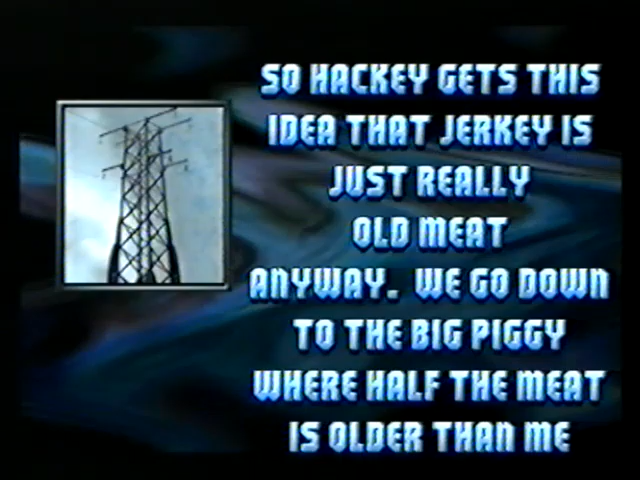 SO HACKEY GETS THIS
IDEA THAT JERKEY IS
JUST REALLY
OLD MEAT
ANYWAY. WE GO DOWN
TO THE BIG PIGGY
WHERE HALF THE MEAT
IS OLDER THAN ME